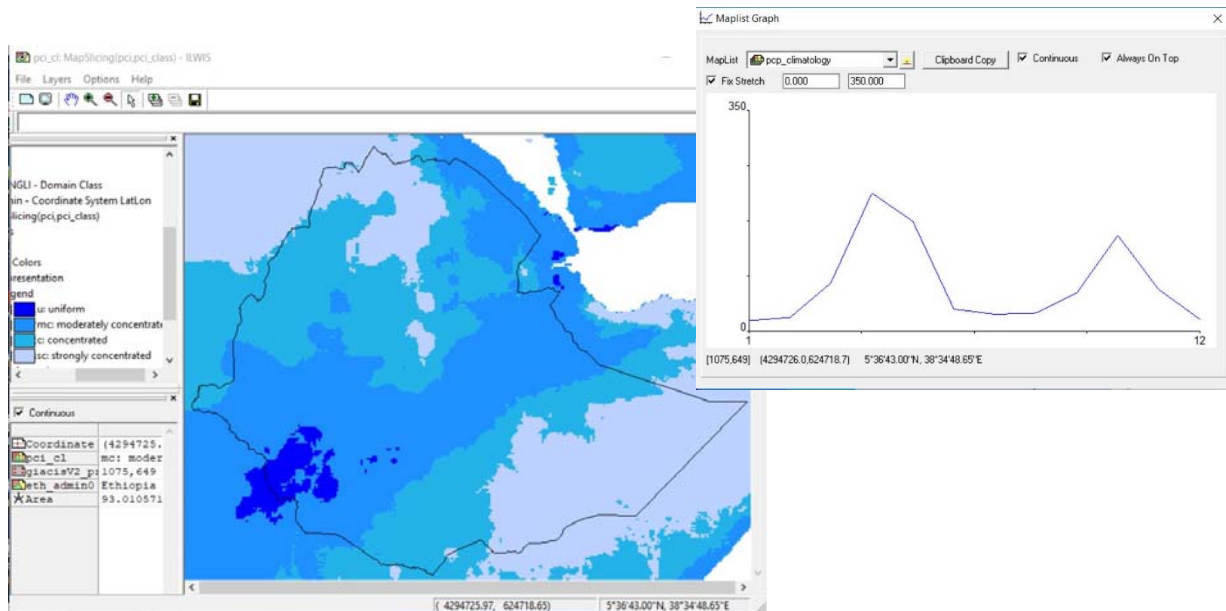 Maplist Graph
MapList pcp_climatology Clipboard Copy Continuous Always On Top
Fix Stretch 0.000 350.000
350
0
1 12
[1075,649] (4294726.0,624718.7) 5°36'43.00"N, 38°34'48.65"E
pci_cl: MapSlicing(pci,pci_class) - ILWIS
File Layers Options Help
NGLI - Domain Class
in - Coordinate System LatLon
licing(pci,pci_class)
Colors
resentation
gend
u: uniform
mc: moderately concentrate
c: concentrated
sc: strongly concentrated
Continuous
Coordinate (4294725.
pci_cl mc: moder
giacisV2_p 1075,649
eth_admin0 Ethiopia
Area 93.010571
( 4294725.97, 624718.65) 5°36'43.00"N, 38°34'48.65"E